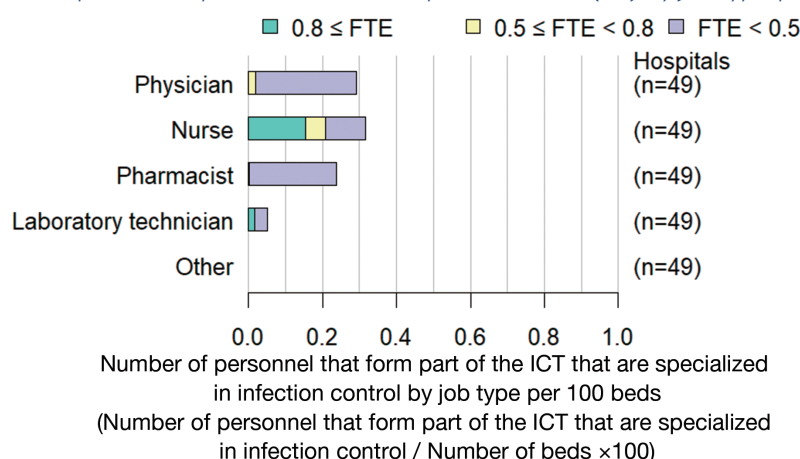 0.8 ≤ FTE 0.5 ≤ FTE < 0.8 FTE < 0.5
Hospitals
Physician (n=49)
Nurse (n=49)
Pharmacist (n=49)
Laboratory technician (n=49)
Other (n=49)
0.0 0.2 0.4 0.6 0.8 1.0
Number of personnel that form part of the ICT that are specialized
in infection control by job type per 100 beds
(Number of personnel that form part of the ICT that are specialized
in infection control / Number of beds ×100)